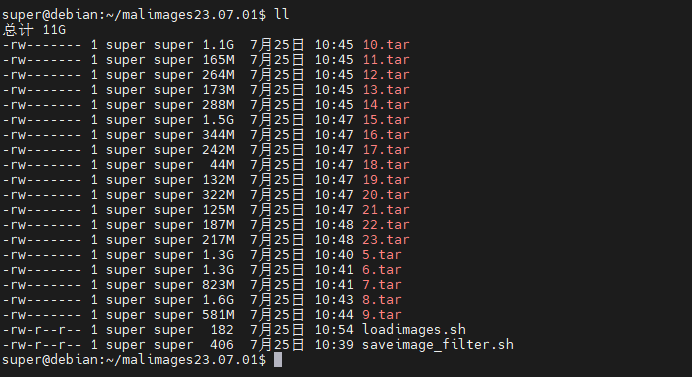 super@debian:~/malimages23.07.01$ ll
总计 11G
-rw------- 1 super super 1.1G  7月25日 10:45 10.tar
-rw------- 1 super super 165M  7月25日 10:45 11.tar
-rw------- 1 super super 264M  7月25日 10:45 12.tar
-rw------- 1 super super 173M  7月25日 10:45 13.tar
-rw------- 1 super super 288M  7月25日 10:45 14.tar
-rw------- 1 super super 1.5G  7月25日 10:47 15.tar
-rw------- 1 super super 344M  7月25日 10:47 16.tar
-rw------- 1 super super 242M  7月25日 10:47 17.tar
-rw------- 1 super super  44M  7月25日 10:47 18.tar
-rw------- 1 super super 132M  7月25日 10:47 19.tar
-rw------- 1 super super 322M  7月25日 10:47 20.tar
-rw------- 1 super super 125M  7月25日 10:47 21.tar
-rw------- 1 super super 187M  7月25日 10:48 22.tar
-rw------- 1 super super 217M  7月25日 10:48 23.tar
-rw------- 1 super super 1.3G  7月25日 10:40 5.tar
-rw------- 1 super super 1.3G  7月25日 10:41 6.tar
-rw------- 1 super super 823M  7月25日 10:41 7.tar
-rw------- 1 super super 1.6G  7月25日 10:43 8.tar
-rw------- 1 super super 581M  7月25日 10:44 9.tar
-rw-r--r-- 1 super super  182  7月25日 10:54 loadimages.sh
-rw-r--r-- 1 super super  406  7月25日 10:39 saveimage_filter.sh
super@debian:~/malimages23.07.01$